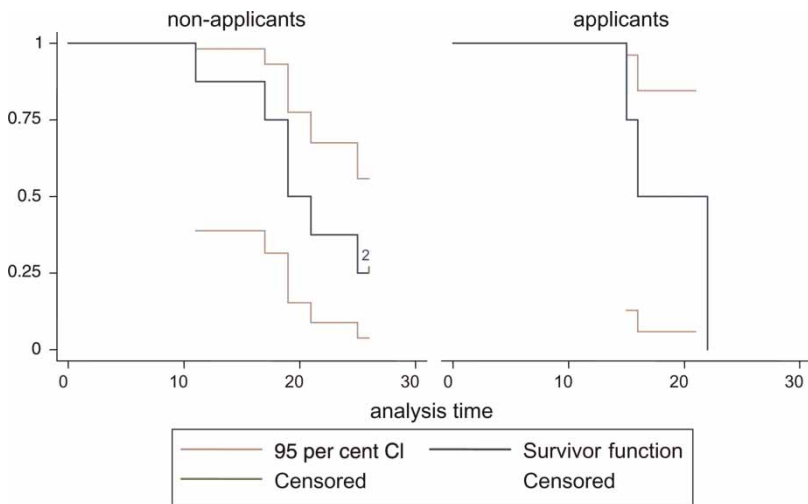 non-applicants
applicants
1
0.75
0.5
0.25
0
2
0 10 20 30
0 10 20 30
analysis time
95 per cent CI Survivor function
Censored Censored